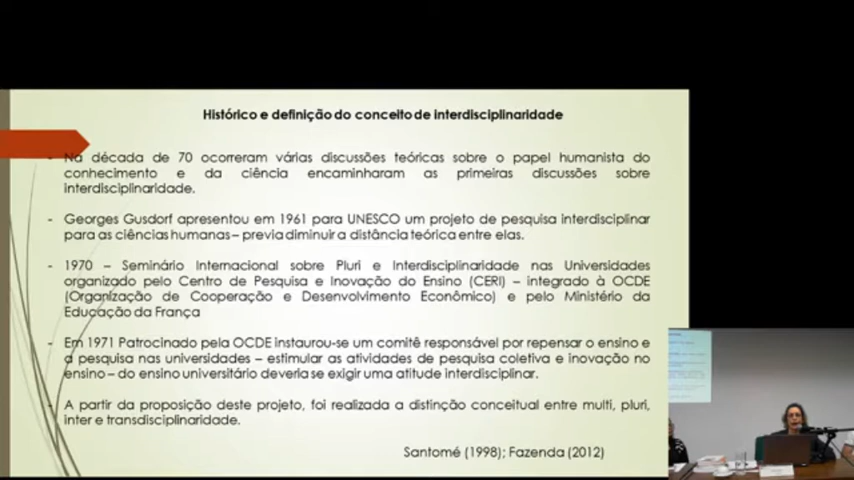 Histórico e definição do conceito de interdisciplinaridade
- Na década de 70 ocorreram várias discussões teóricas sobre o papel humanista do
conhecimento e da ciência encaminharam as primeiras discussões sobre
interdisciplinaridade.
- Georges Gusdorf apresentou em 1961 para UNESCO um projeto de pesquisa interdisciplinar
para as ciências humanas – previa diminuir a distância teórica entre elas.
- 1970 – Seminário Internacional sobre Pluri e Interdisciplinaridade nas Universidades
organizado pelo Centro de Pesquisa e Inovação do Ensino (CERI) – integrado à OCDE
(Organização de Cooperação e Desenvolvimento Econômico) e pelo Ministério da
Educação da França
- Em 1971 Patrocinado pela OCDE instaurou-se um comitê responsável por repensar o ensino e
a pesquisa nas universidades – estimular as atividades de pesquisa coletiva e inovação no
ensino – do ensino universitário deveria se exigir uma atitude interdisciplinar.
- A partir da proposição deste projeto, foi realizada a distinção conceitual entre multi, pluri,
inter e transdisciplinaridade.
Santomé (1998); Fazenda (2012)